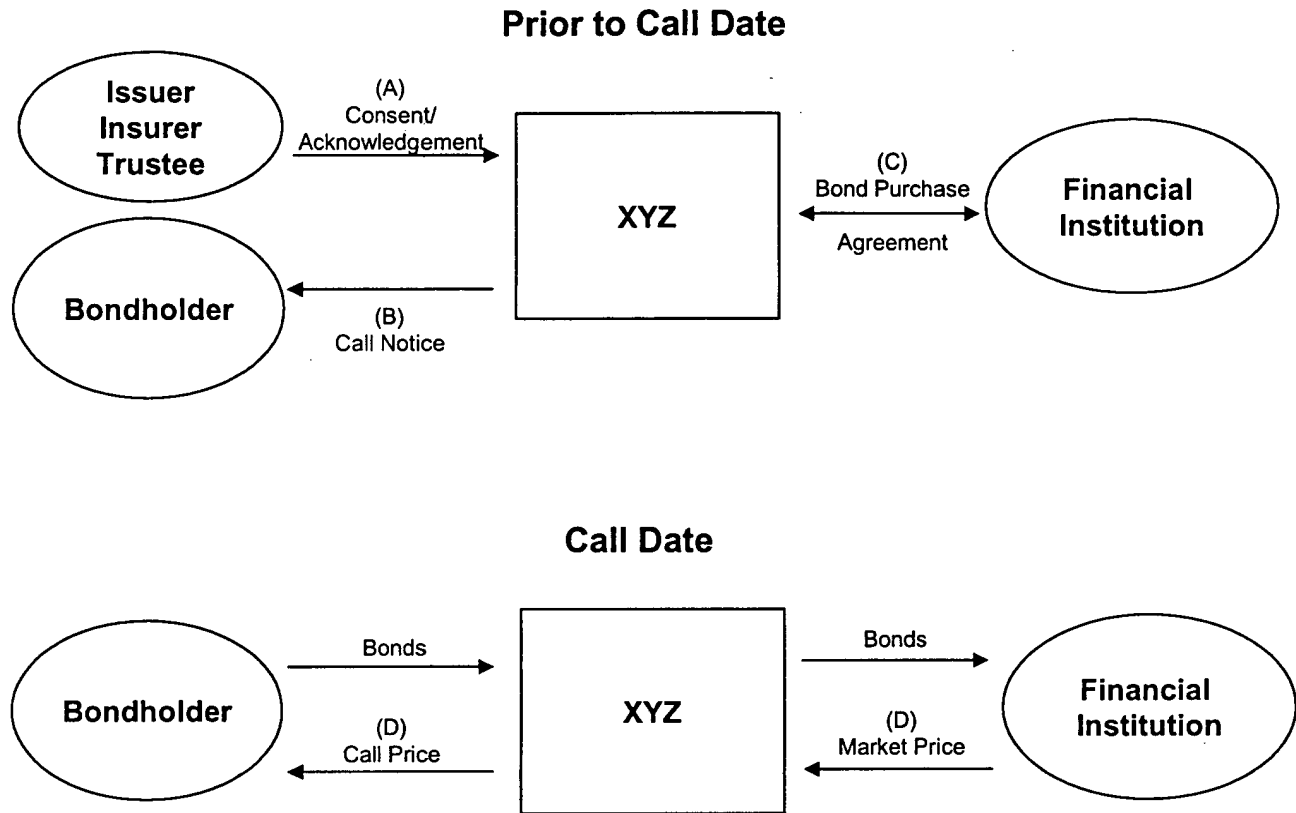 Prior to Call Date
Issuer
Insurer
Trustee
(A)
Consent/
Acknowledgement
XYZ
(C)
Bond Purchase
Agreement
Financial
Institution
Bondholder
(B)
Call Notice
Call Date
Bondholder
Bonds
(D)
Call Price
XYZ
Bonds
(D)
Market Price
Financial
Institution